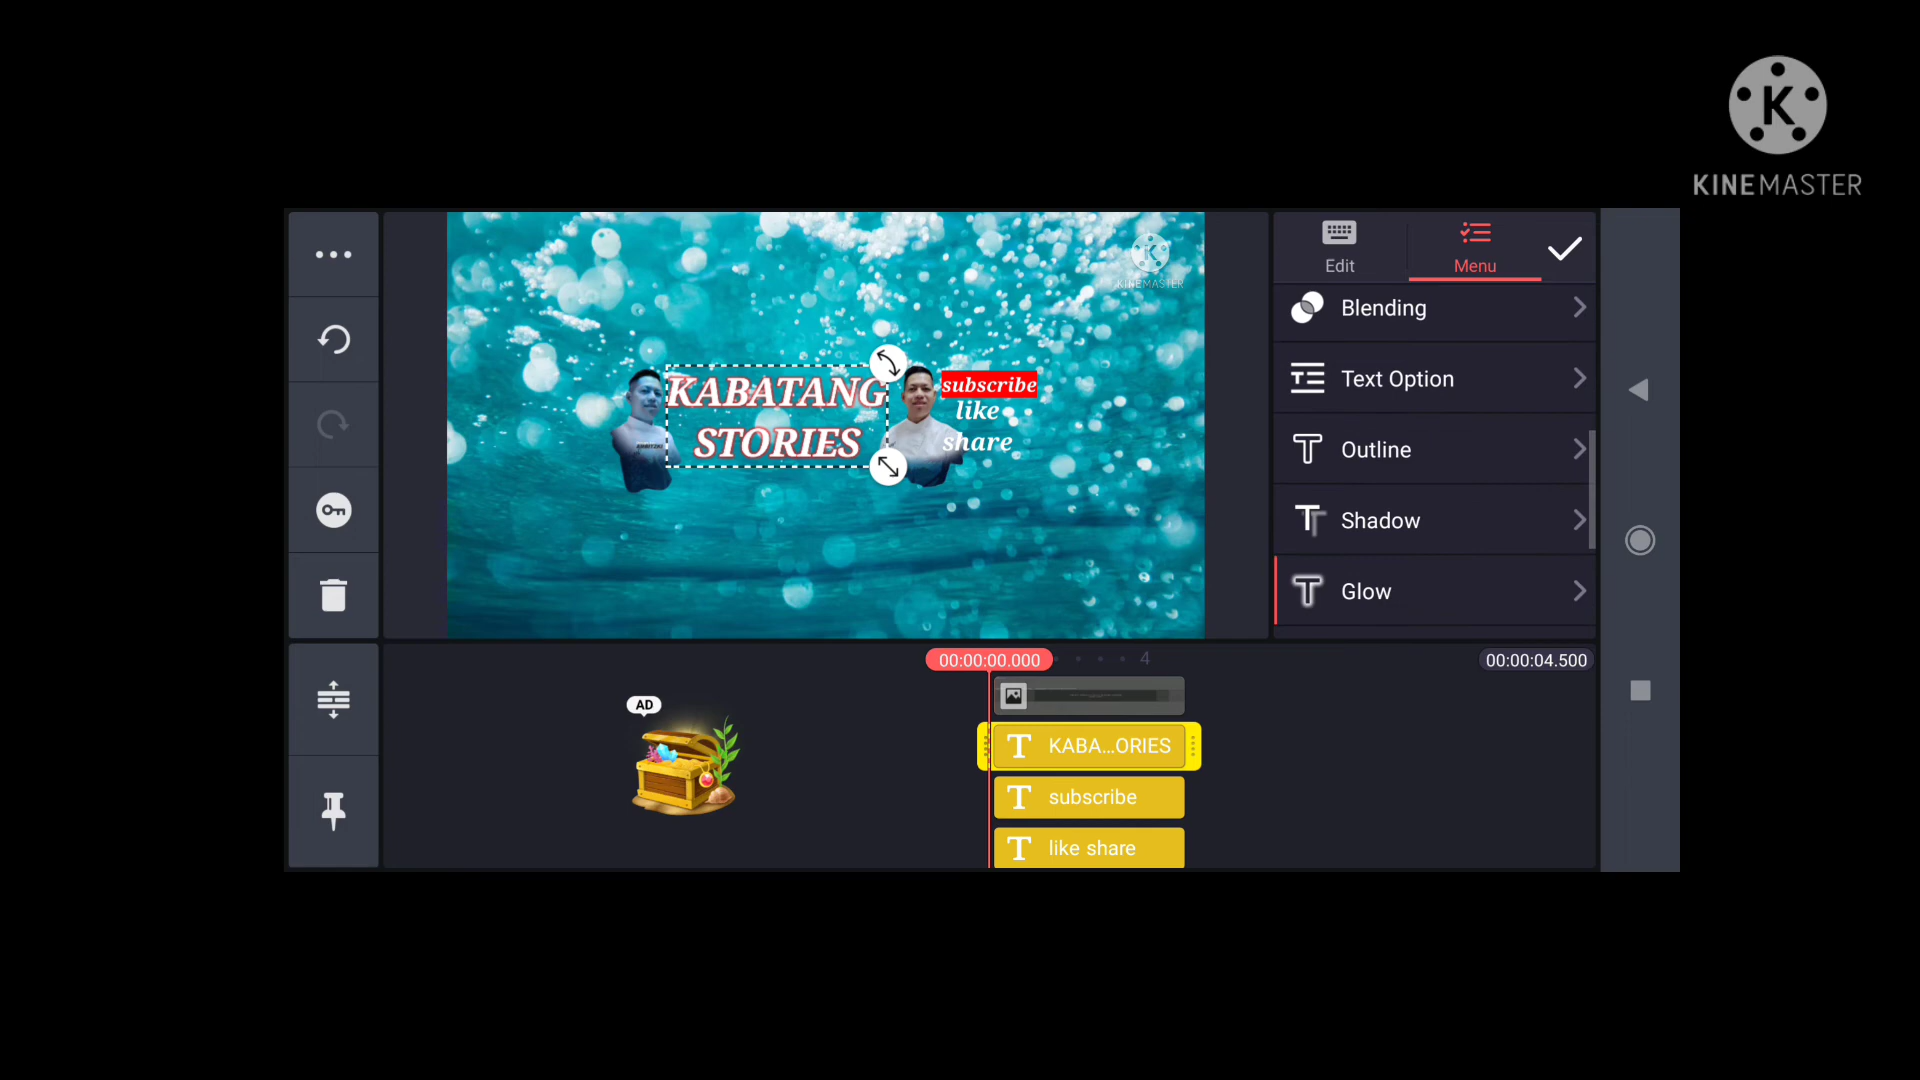 K
KINEMASTER
K
KINEMASTER
Edit
Menu
Blending
KABATANG
STORIES
subscribe
like
share
Text Option
Outline
Shadow
Glow
00:00:00.000
4
00:00:04.500
AD
T KABA...ORIES
T subscribe
T like share